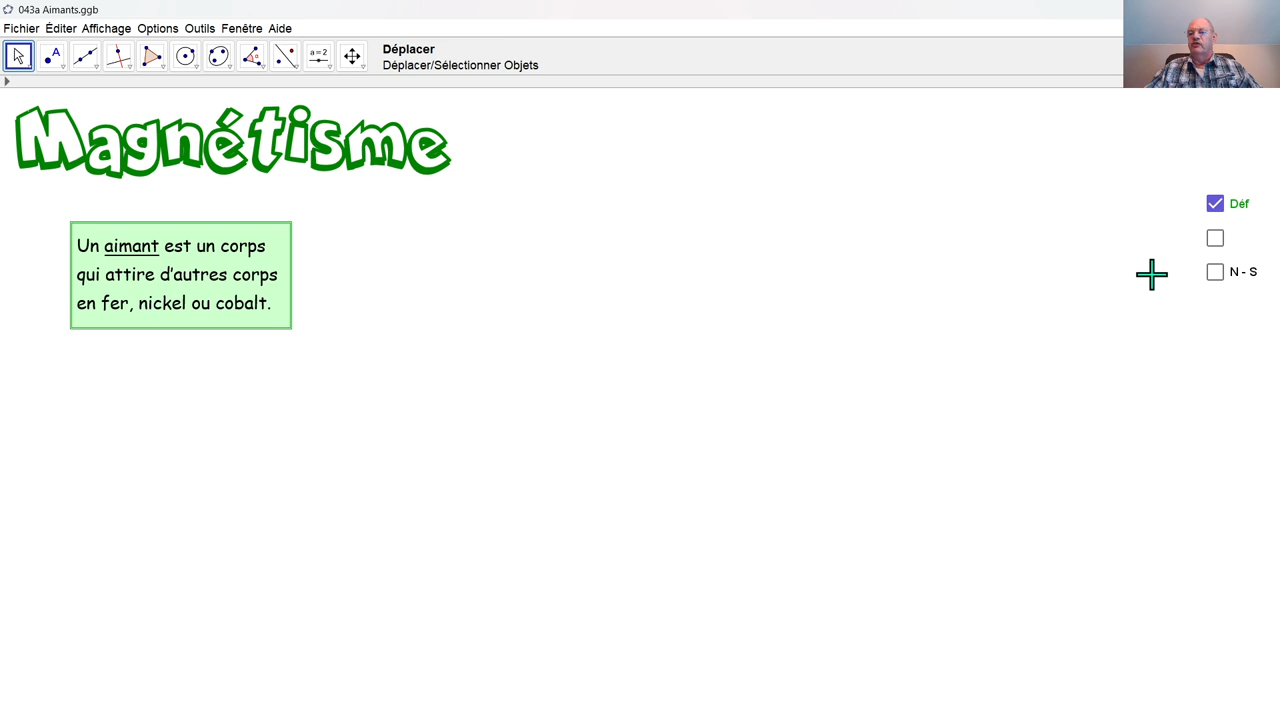 043a Aimants.ggb
Fichier Éditer Affichage Options Outils Fenêtre Aide
A
a=2
Déplacer
Déplacer/Sélectionner Objets
Magnétisme
Déf
Un aimant est un corps
qui attire d’autres corps
en fer, nickel ou cobalt.
N - S